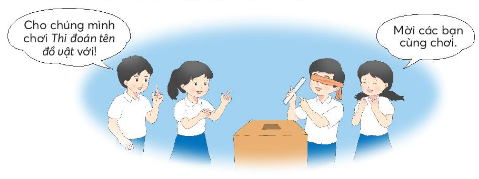 Cho chúng mình
chơi Thi đoán tên
đồ vật với!
Mời các bạn
cùng chơi.